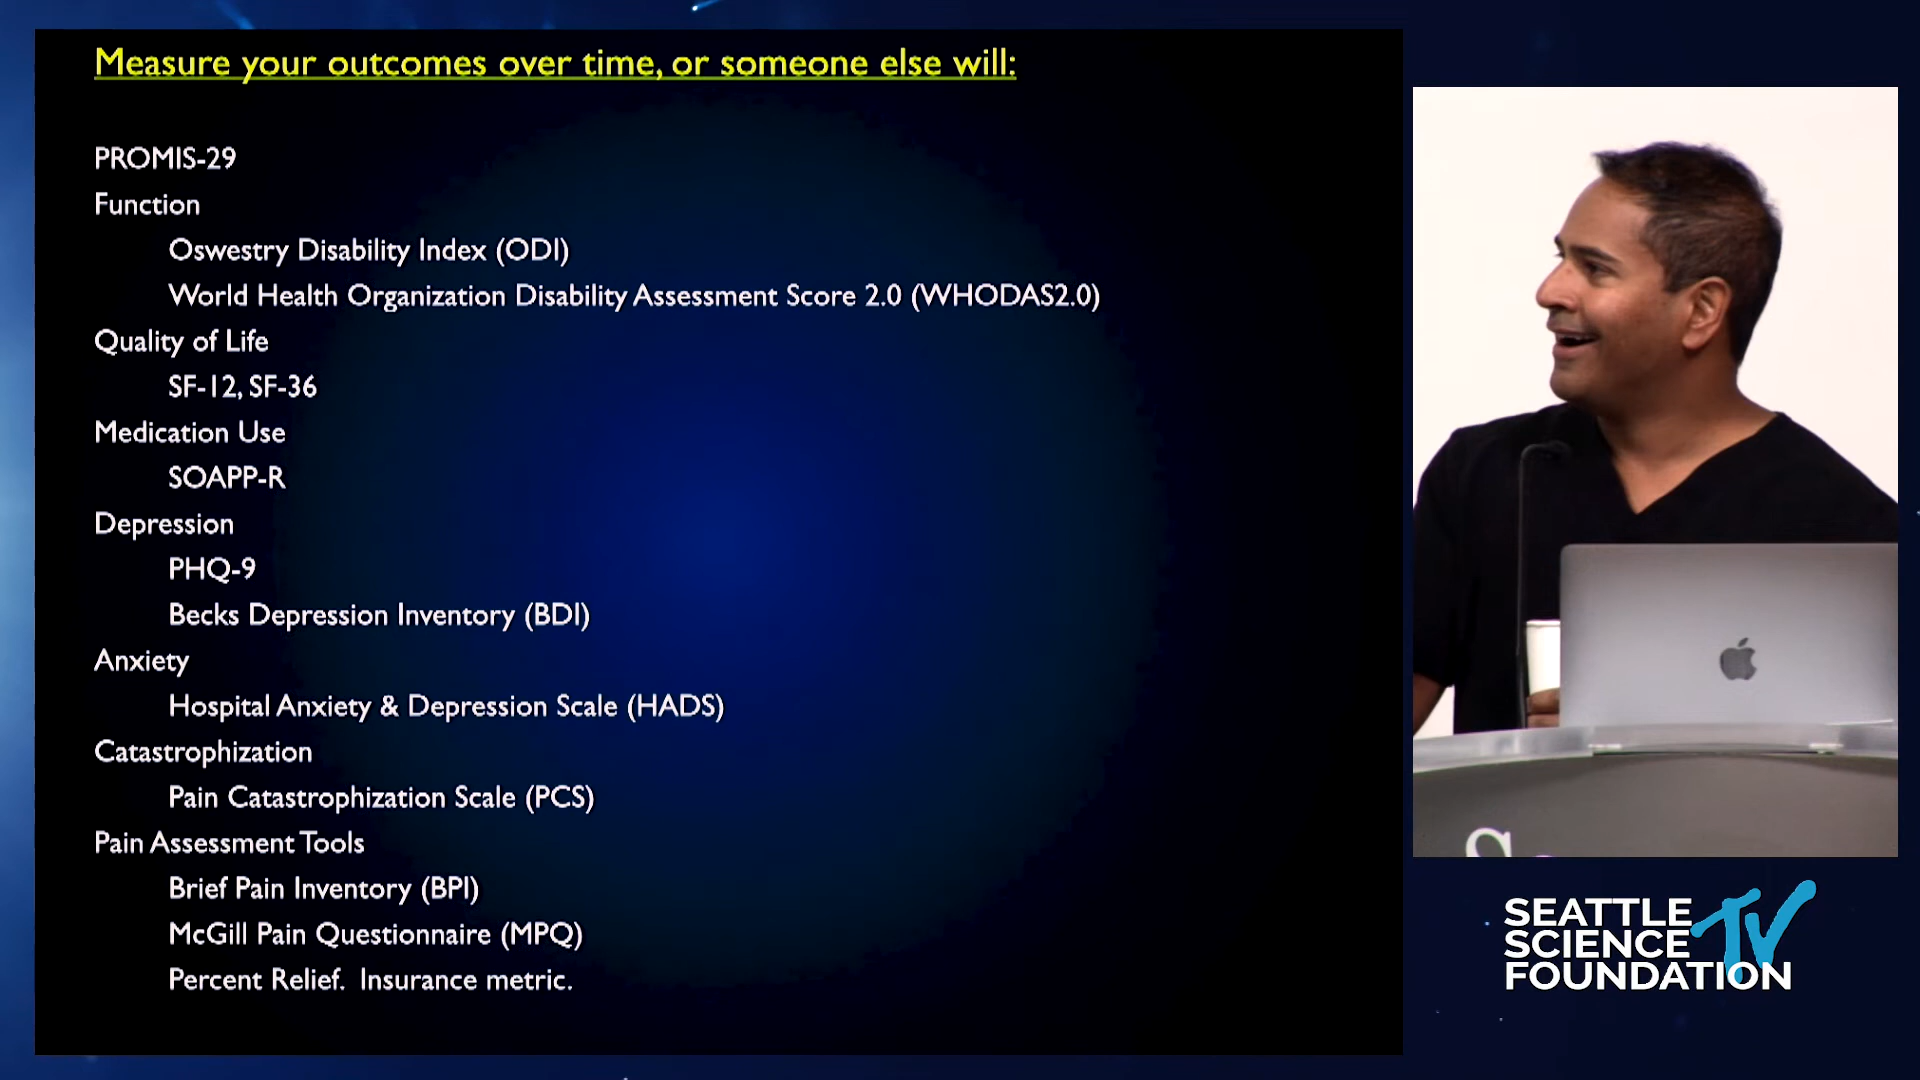 Measure your outcomes over time, or someone else will:
PROMIS-29
Function
Oswestry Disability Index (ODI)
World Health Organization Disability Assessment Score 2.0 (WHODAS2.0)
Quality of Life
SF-12, SF-36
Medication Use
SOAPP-R
Depression
PHQ-9
Becks Depression Inventory (BDI)
Anxiety
Hospital Anxiety & Depression Scale (HADS)
Catastrophization
Pain Catastrophization Scale (PCS)
Pain Assessment Tools
Brief Pain Inventory (BPI)
McGill Pain Questionnaire (MPQ)
Percent Relief. Insurance metric.
SEATTLE
SCIENCE
FOUNDATION
TV